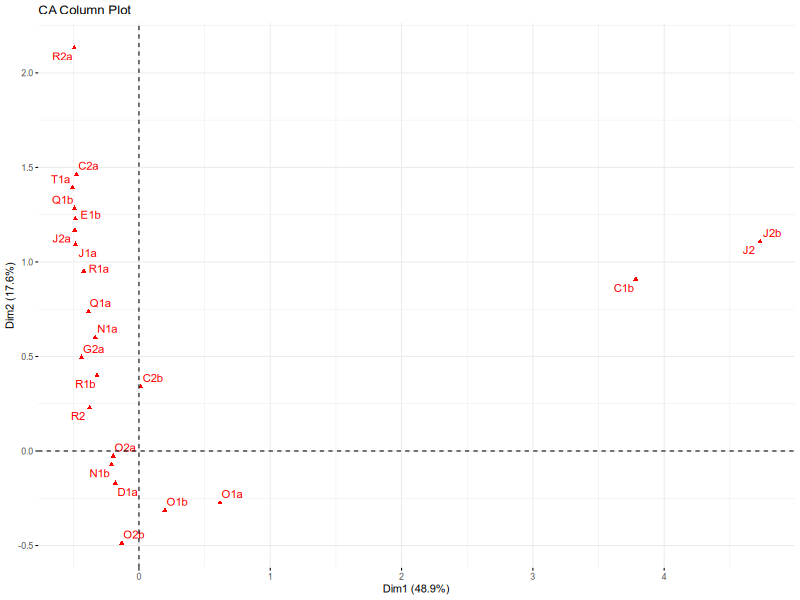 CA Column Plot
R2a
2.0
C2a
1.5
T1a
Q1b
E1b
J2b
J2a
J2
J1a
1.0
R1a
C1b
Q1a
N1a
G2a
0.5
C2b
R1b
R2
O2a
0.0
N1b
D1a
O1a
O1b
O2b
-0.5
0 1 2 3 4
Dim1 (48.9%)
Dim2 (17.6%)